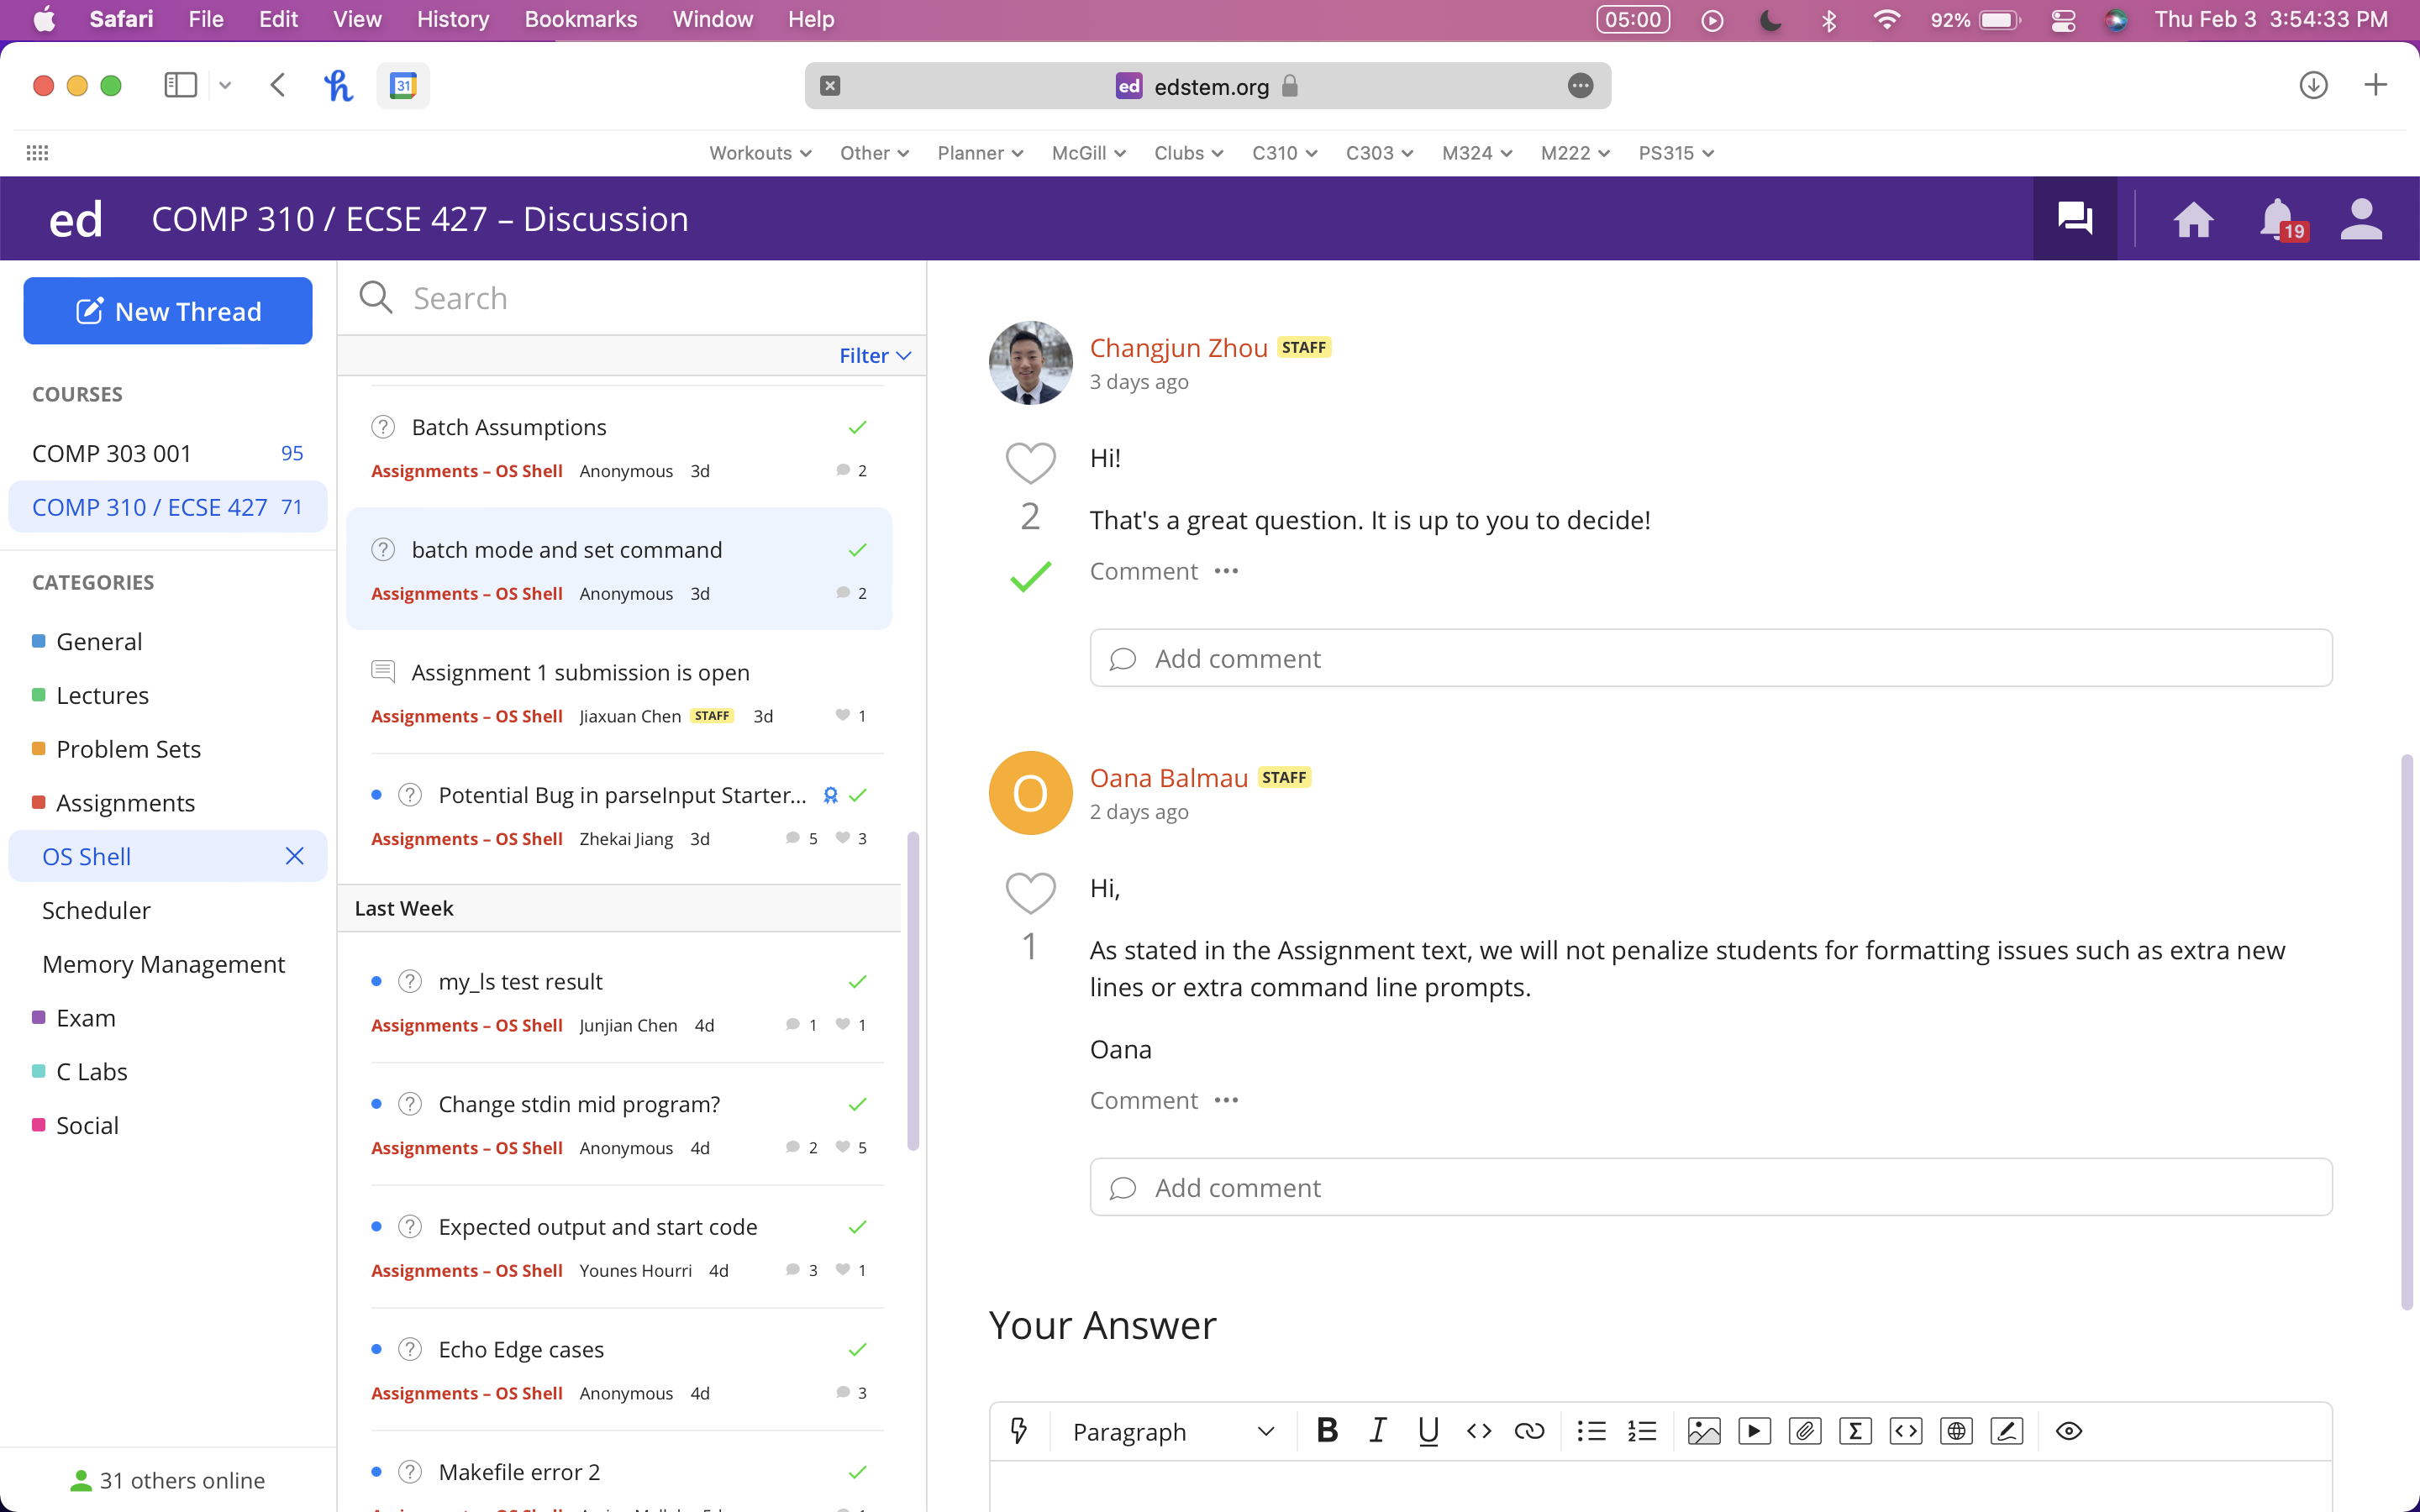 Safari File Edit View History Bookmarks Window Help 05:00 92% Thu Feb 3 3:54:33 PM
31 ed edstem.org
Workouts Other Planner McGill Clubs C310 C303 M324 M222 PS315
ed COMP 310 / ECSE 427 – Discussion 19
New Thread
COURSES
COMP 303 001 95
COMP 310 / ECSE 427 71
CATEGORIES
General
Lectures
Problem Sets
Assignments
OS Shell
Scheduler
Memory Management
Exam
C Labs
Social
31 others online
Search
Filter
Batch Assumptions
Assignments – OS Shell Anonymous 3d 2
batch mode and set command
Assignments – OS Shell Anonymous 3d 2
Assignment 1 submission is open
Assignments – OS Shell Jiaxuan Chen STAFF 3d 1
Potential Bug in parseInput Starter...
Assignments – OS Shell Zhekai Jiang 3d 5 3
Last Week
my_ls test result
Assignments – OS Shell Junjian Chen 4d 1 1
Change stdin mid program?
Assignments – OS Shell Anonymous 4d 2 5
Expected output and start code
Assignments – OS Shell Younes Hourri 4d 3 1
Echo Edge cases
Assignments – OS Shell Anonymous 4d 3
Makefile error 2
Changjun Zhou STAFF
3 days ago
Hi!
2 That's a great question. It is up to you to decide!
Comment
Add comment
O Oana Balmau STAFF
2 days ago
Hi,
1 As stated in the Assignment text, we will not penalize students for formatting issues such as extra new
lines or extra command line prompts.
Oana
Comment
Add comment
Your Answer
Paragraph B I U